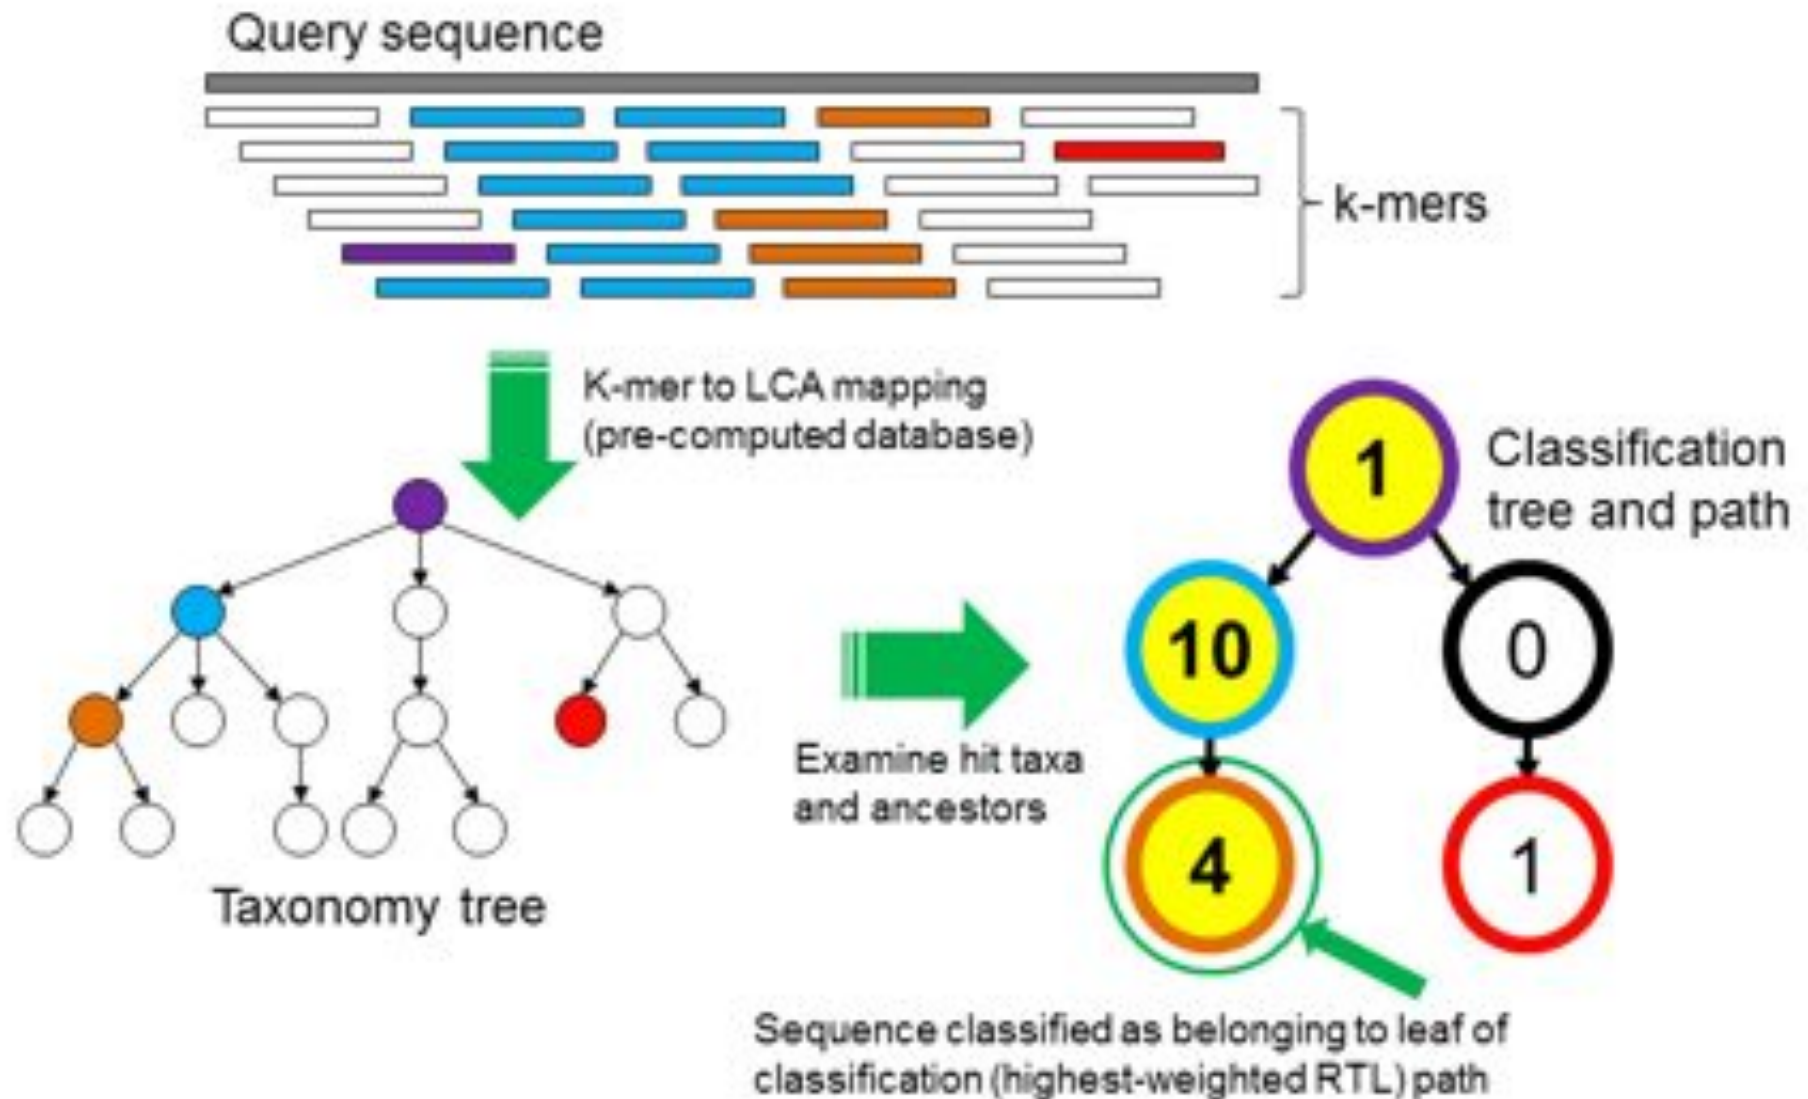 Query sequence
k-mers
K-mer to LCA mapping
(pre-computed database)
Classification
tree and path
1
10
0
4
1
Examine hit taxa
and ancestors
Taxonomy tree
Sequence classified as belonging to leaf of
classification (highest-weighted RTL) path